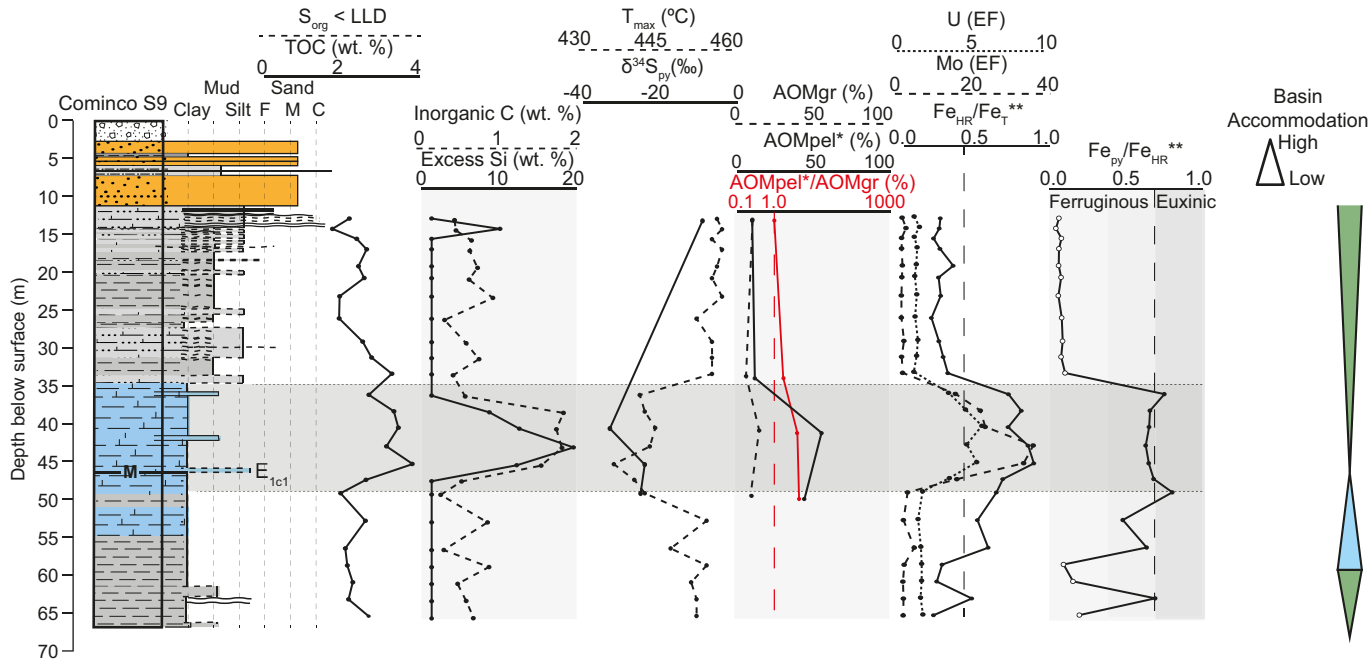 S_org < LLD
TOC (wt. %)
0 2 4
Mud Sand
Clay Silt F M C
Cominco S9
Inorganic C (wt. %)
0 1 2
Excess Si (wt. %)
0 10 20
T_max (ºC)
430 445 460
δ³⁴S_py (‰)
-40 -20 0
AOMgr (%)
0 50 100
AOMpel* (%)
0 50 100
AOMpel*/AOMgr (%)
0.1 1.0 1000
U (EF)
0 5 10
Mo (EF)
0 20 40
Fe_HR/Fe_T**
0.0 0.5 1.0
Fe_py/Fe_HR**
0.0 0.5 1.0
Ferruginous Euxinic
Basin
Accommodation
High
Low
Depth below surface (m)
0
5
10
15
20
25
30
35
40
45
50
55
60
65
70
M
E_1c1